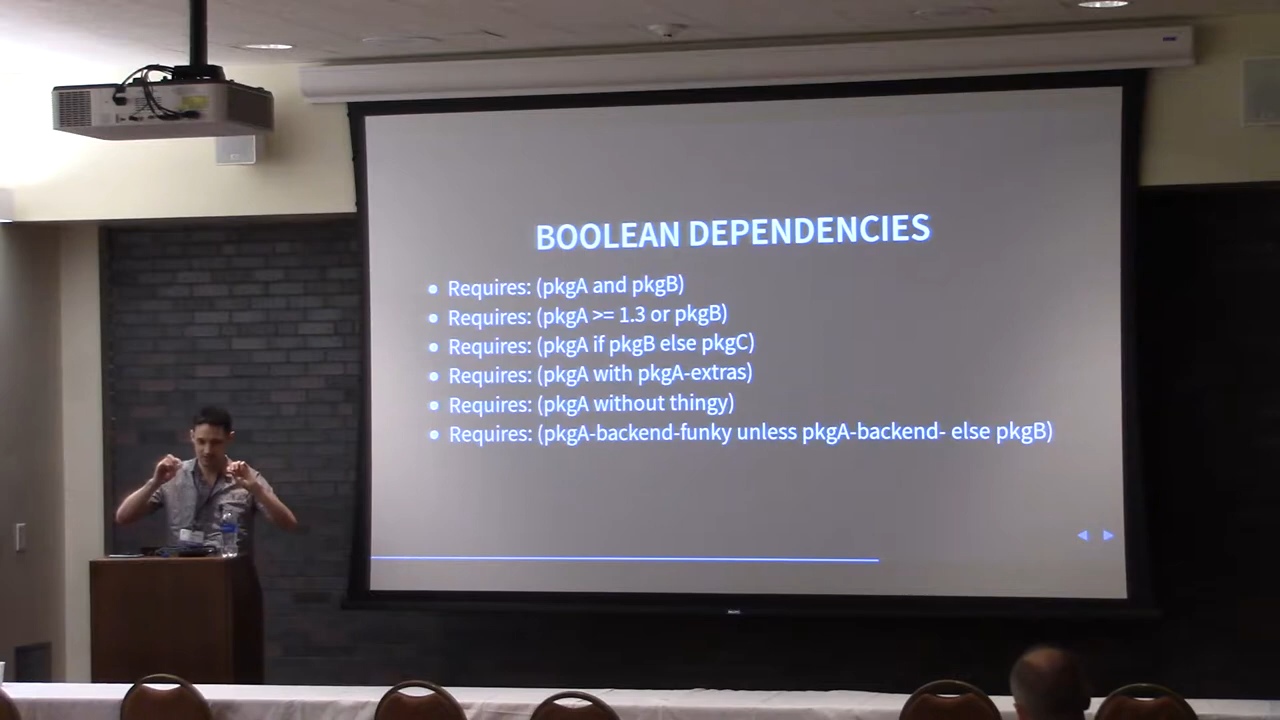 BOOLEAN DEPENDENCIES
Requires: (pkgA and pkgB)
Requires: (pkgA >= 1.3 or pkgB)
Requires: (pkgA if pkgB else pkgC)
Requires: (pkgA with pkgA-extras)
Requires: (pkgA without thingy)
Requires: (pkgA-backend-funky unless pkgA-backend- else pkgB)